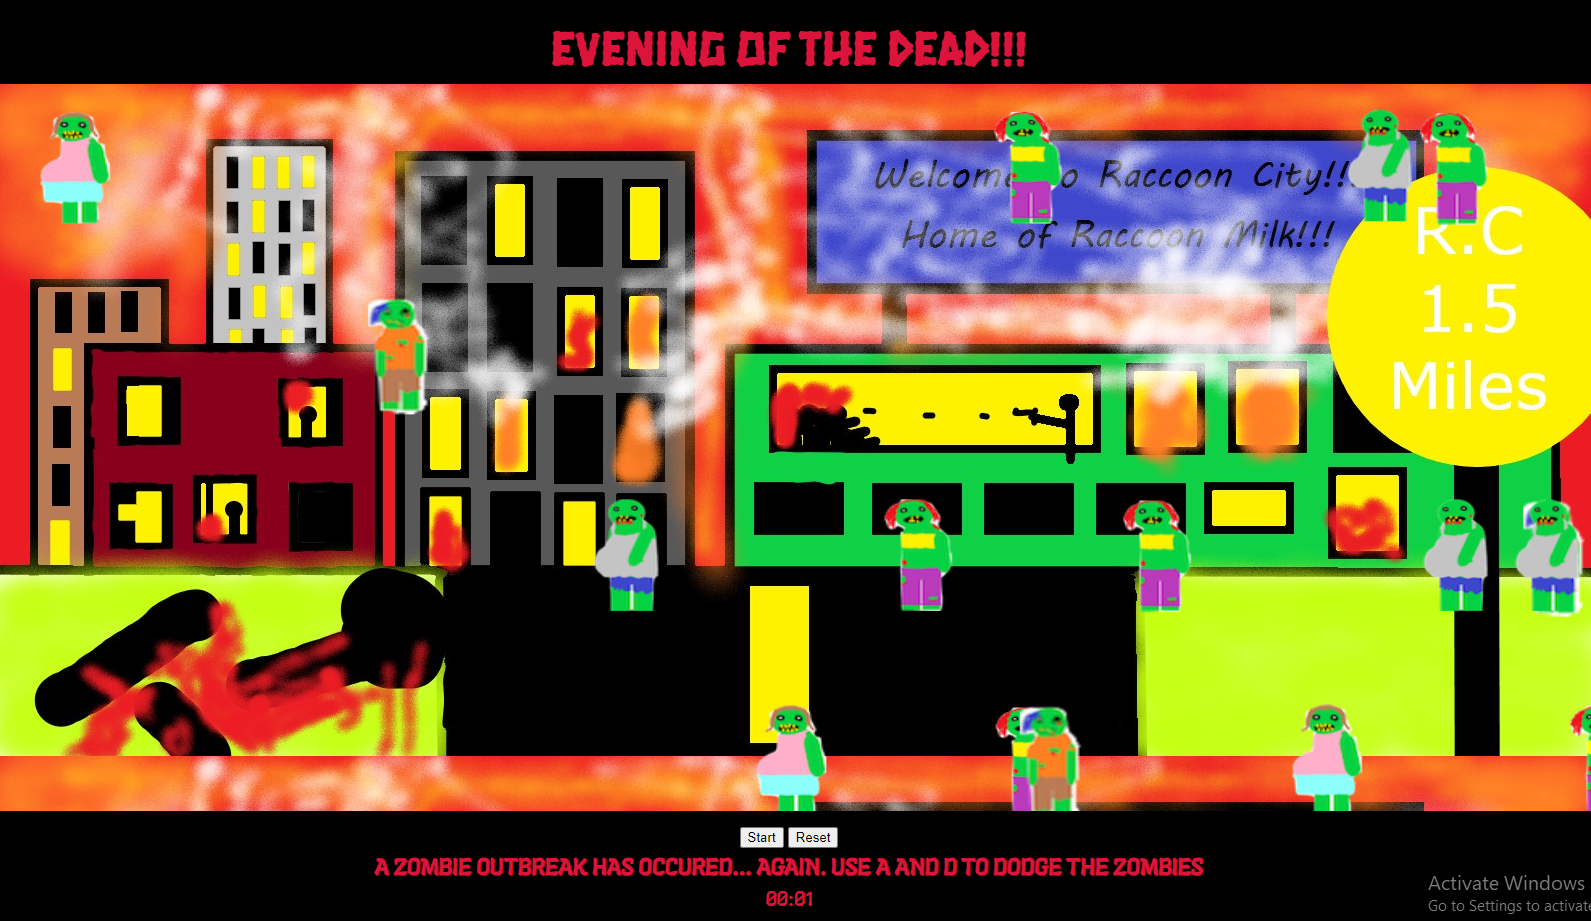 EVENING OF THE DEAD!!!
Welcome to Raccoon City!!!
Home of Raccoon Milk!!!
R.C
1.5
Miles
Start Reset
A ZOMBIE OUTBREAK HAS OCCURED... AGAIN. USE A AND D TO DODGE THE ZOMBIES
00:01
Activate Windows
Go to Settings to activate